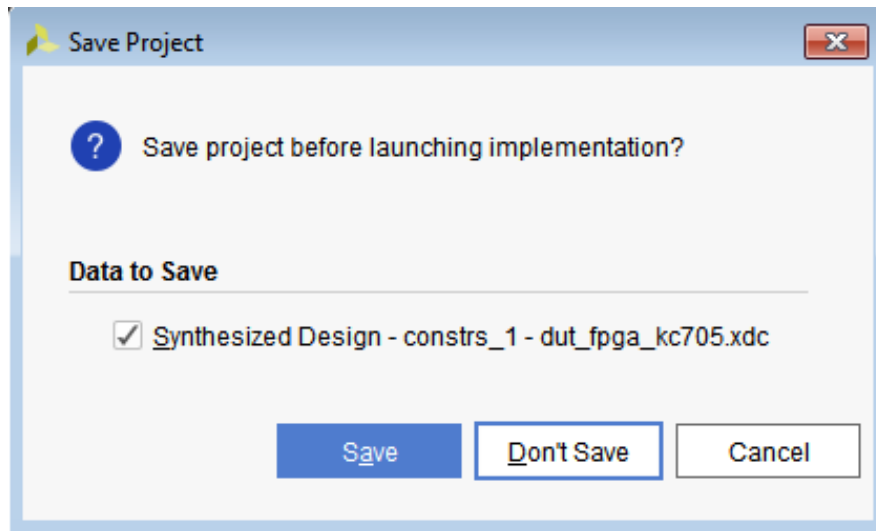 Save Project
Save project before launching implementation?
Data to Save
Synthesized Design - constrs_1 - dut_fpga_kc705.xdc
Save
Don't Save
Cancel